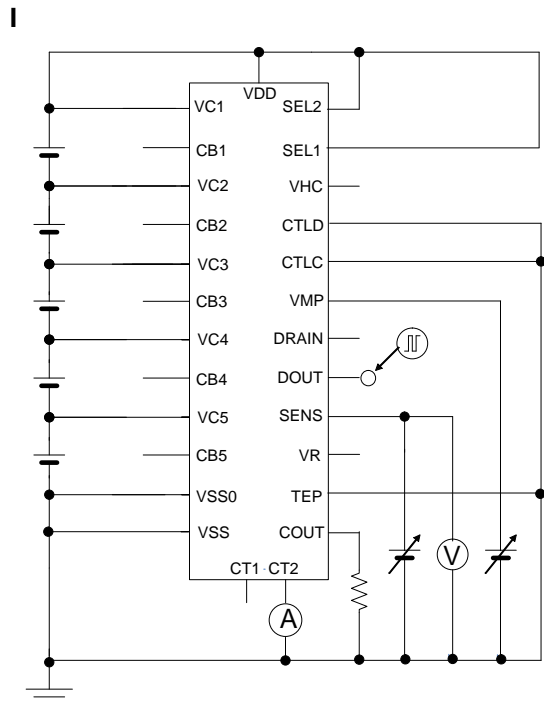 I
VDD
VC1
SEL2
CB1
SEL1
VC2
VHC
CB2
CTLD
VC3
CTLC
CB3
VMP
VC4
DRAIN
CB4
DOUT
VC5
SENS
CB5
VR
VSS0
TEP
VSS
COUT
CT1 CT2
A
V